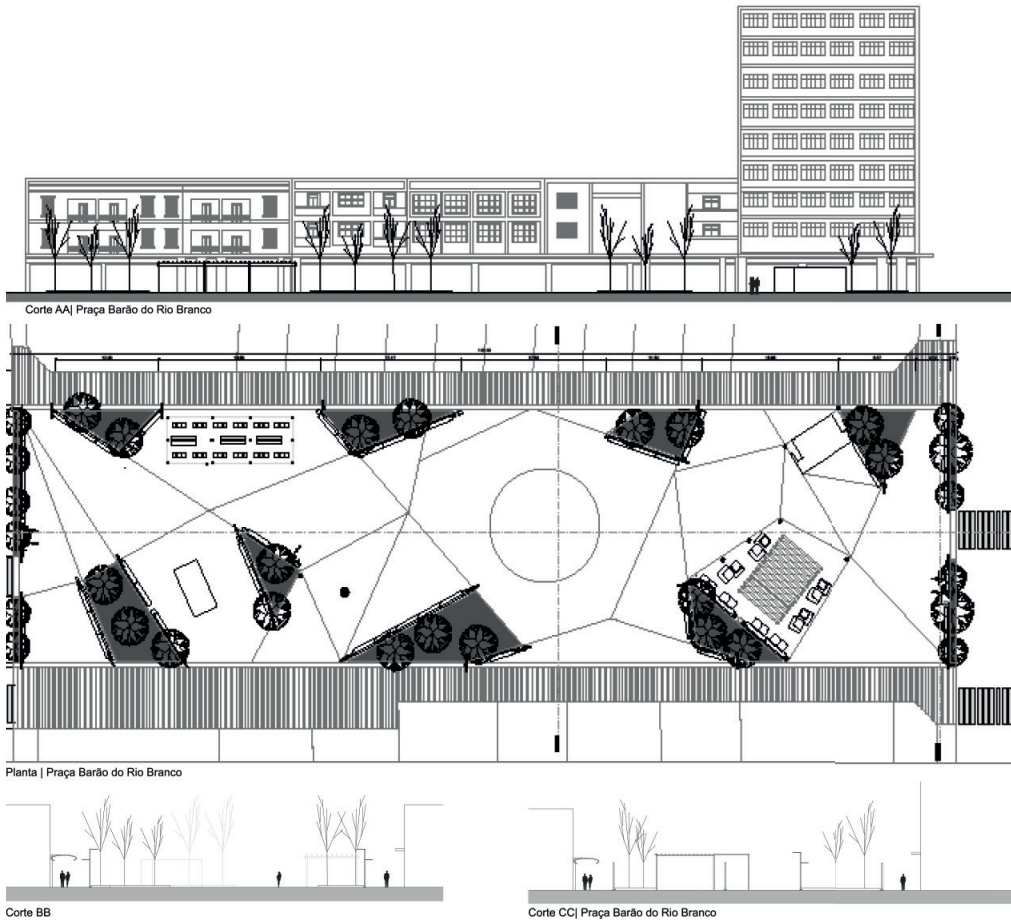 Corte AA| Praça Barão do Rio Branco
Planta | Praça Barão do Rio Branco
Corte BB
Corte CC| Praça Barão do Rio Branco